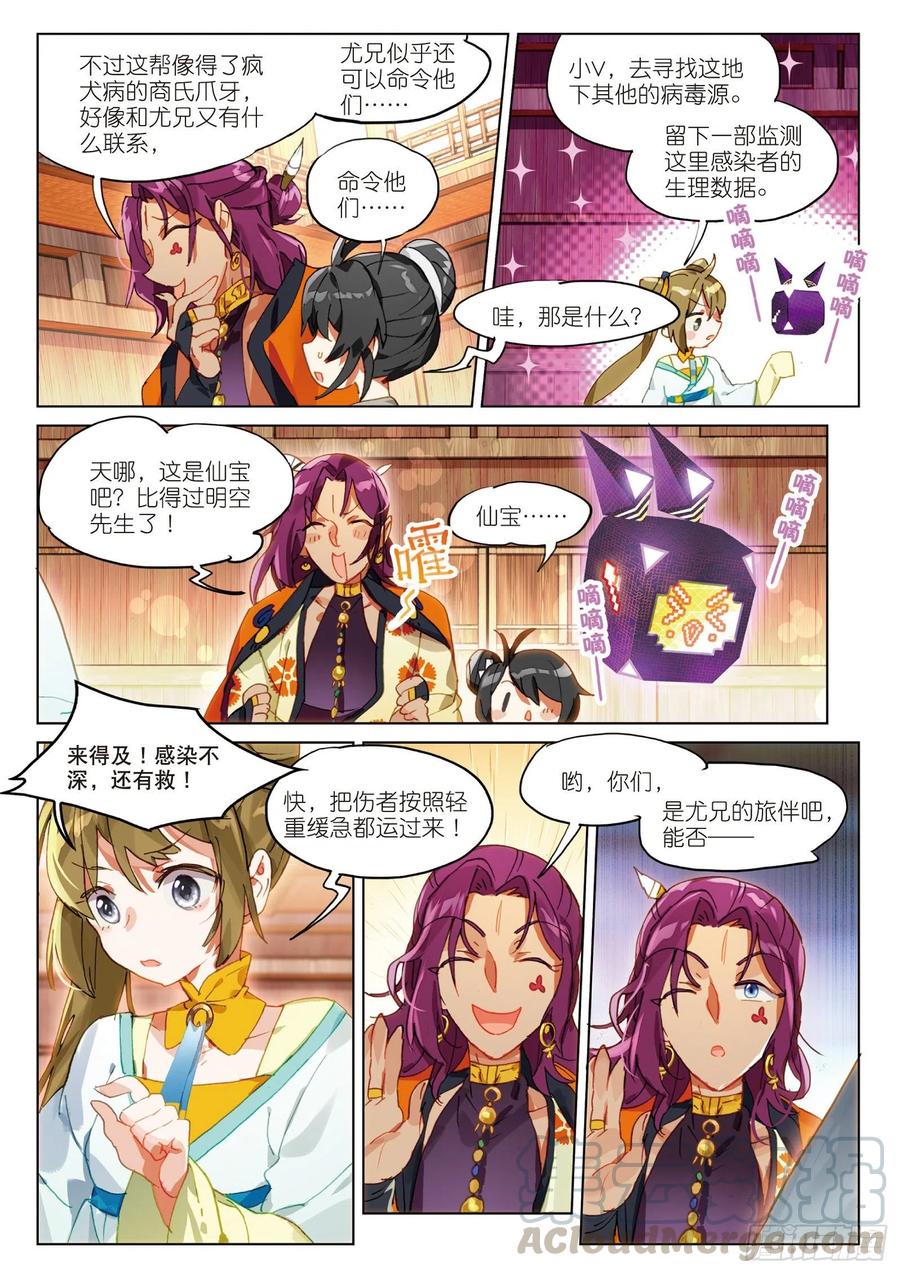 不过这帮像得了疯
犬病的商氏爪牙，
好像和尤兄又有什
么联系，
尤兄似乎还
可以命令他
们……
命令他
们……
小V，去寻找这地
下其他的病毒源。
留下一部监测
这里感染者的
生理数据。
嘀嘀嘀——
嘀嘀嘀——
哇，那是什么？
天哪，这是仙宝
吧？比得过明空
先生了！
嚯
仙宝……
嘀嘀嘀——
嘀嘀嘀——
来得及！感染不
深，还有救！
快，把伤者按照轻
重缓急都运过来！
哟，你们，
是尤兄的旅伴吧，
能否——
ACloudMerge.com